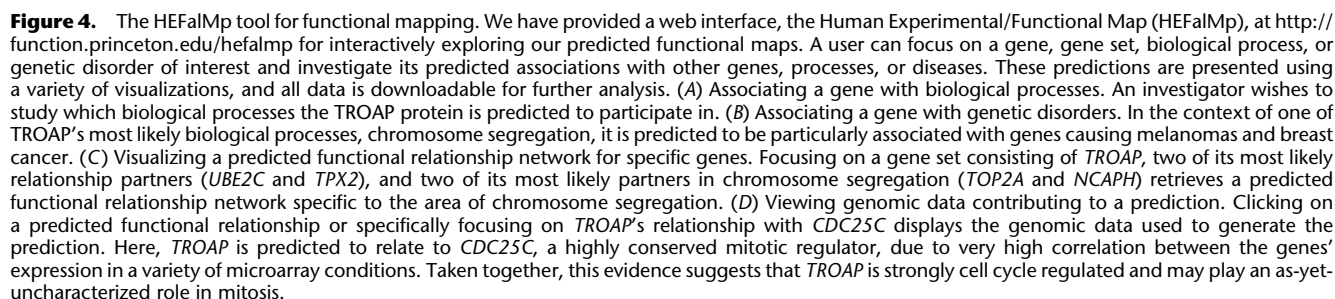 Figure 4. The HEFalMp tool for functional mapping. We have provided a web interface, the Human Experimental/Functional Map (HEFalMp), at http://
function.princeton.edu/hefalmp for interactively exploring our predicted functional maps. A user can focus on a gene, gene set, biological process, or
genetic disorder of interest and investigate its predicted associations with other genes, processes, or diseases. These predictions are presented using
a variety of visualizations, and all data is downloadable for further analysis. (A) Associating a gene with biological processes. An investigator wishes to
study which biological processes the TROAP protein is predicted to participate in. (B) Associating a gene with genetic disorders. In the context of one of
TROAP's most likely biological processes, chromosome segregation, it is predicted to be particularly associated with genes causing melanomas and breast
cancer. (C) Visualizing a predicted functional relationship network for specific genes. Focusing on a gene set consisting of TROAP, two of its most likely
relationship partners (UBE2C and TPX2), and two of its most likely partners in chromosome segregation (TOP2A and NCAPH) retrieves a predicted
functional relationship network specific to the area of chromosome segregation. (D) Viewing genomic data contributing to a prediction. Clicking on
a predicted functional relationship or specifically focusing on TROAP's relationship with CDC25C displays the genomic data used to generate the
prediction. Here, TROAP is predicted to relate to CDC25C, a highly conserved mitotic regulator, due to very high correlation between the genes'
expression in a variety of microarray conditions. Taken together, this evidence suggests that TROAP is strongly cell cycle regulated and may play an as-yet-
uncharacterized role in mitosis.